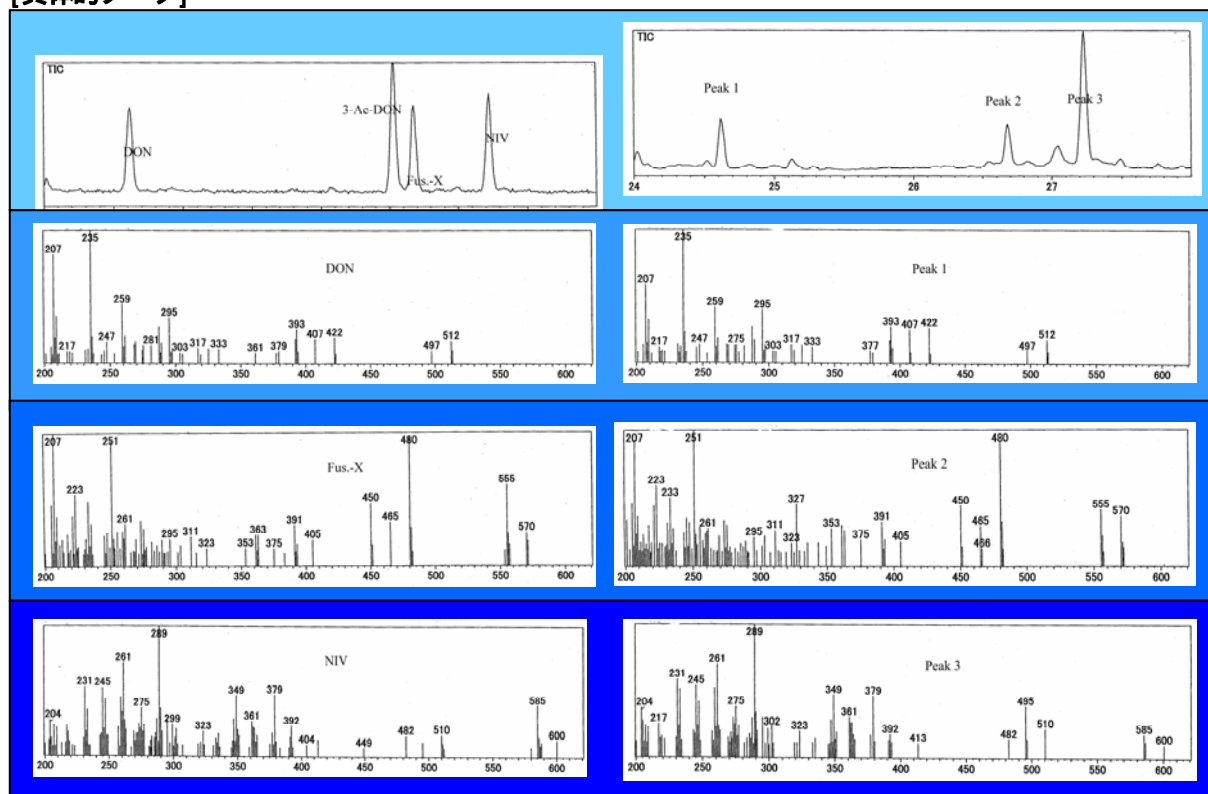 [具体的データ]
TIC
DON
3-Ac-DON
Fus.-X
NIV
TIC
Peak 1
Peak 2
Peak 3
24 25 26 27
DON
207 217 235 247 259 281 295 303 317 333 361 379 393 407 422 497 512
200 250 300 350 400 450 500 550 600
Peak 1
207 217 235 247 259 275 295 303 317 333 377 393 407 422 497 512
200 250 300 350 400 450 500 550 600
Fus.-X
207 223 251 261 295 311 323 353 363 375 391 405 450 465 480 555 570
200 250 300 350 400 450 500 550 600
Peak 2
207 223 233 251 261 295 311 323 327 353 375 391 405 450 465 466 480 555 570
200 250 300 350 400 450 500 550 600
NIV
204 231 245 261 275 289 299 323 349 361 379 392 404 449 482 510 585 600
200 250 300 350 400 450 500 550 600
Peak 3
204 217 231 245 261 275 289 302 323 349 361 379 392 413 482 495 510 585 600
200 250 300 350 400 450 500 550 600